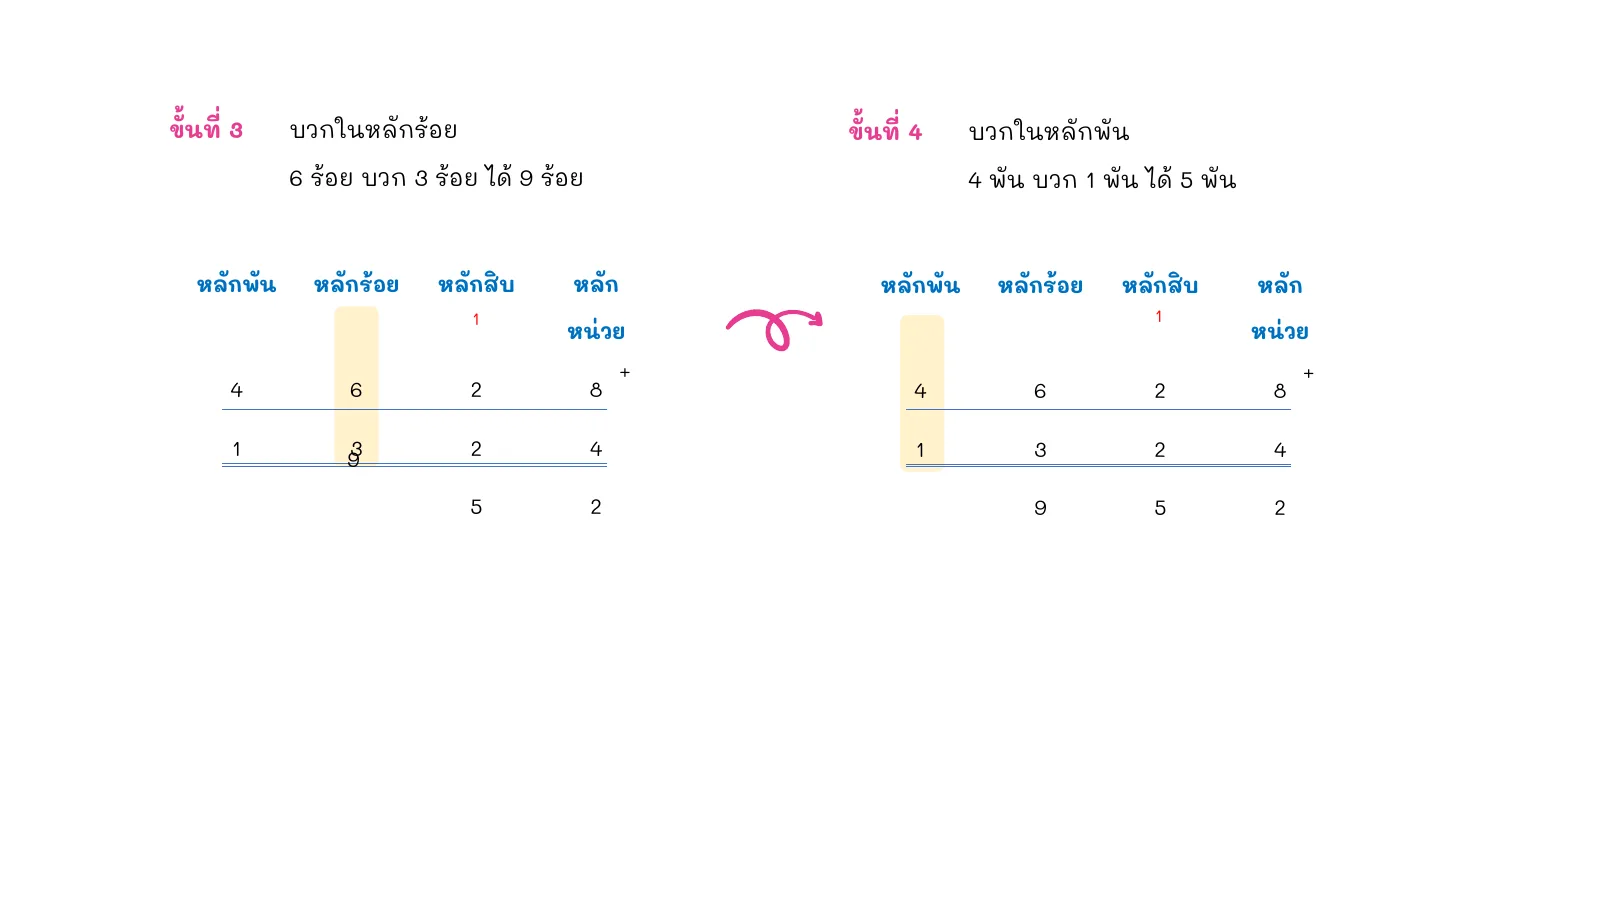 ขั้นที่ 3 บวกในหลักร้อย
6 ร้อย บวก 3 ร้อย ได้ 9 ร้อย
หลักพัน หลักร้อย หลักสิบ หลัก
หน่วย
1
+
4 6 2 8
1 3 2 4
9
5 2
ขั้นที่ 4 บวกในหลักพัน
4 พัน บวก 1 พัน ได้ 5 พัน
หลักพัน หลักร้อย หลักสิบ หลัก
หน่วย
1
+
4 6 2 8
1 3 2 4
9 5 2